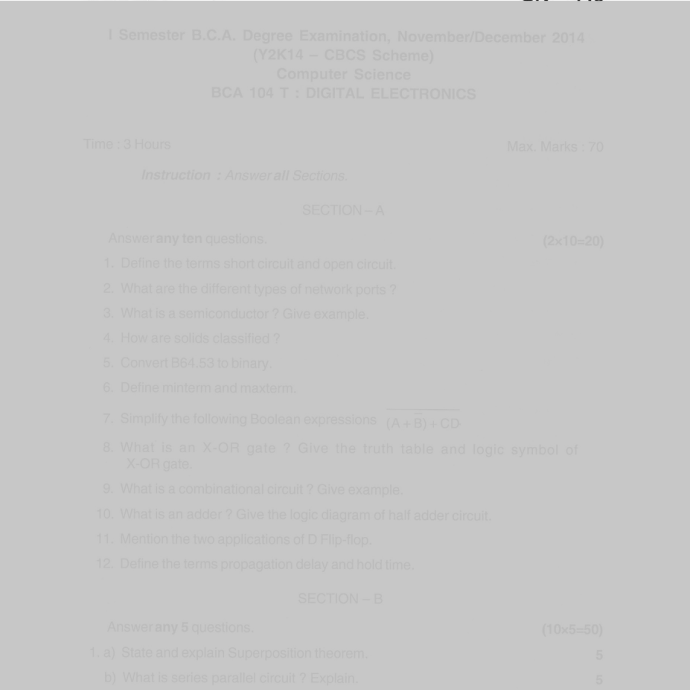 I Semester B.C.A. Degree Examination, November/December 2014
(Y2K14 – CBCS Scheme)
Computer Science
BCA 104 T : DIGITAL ELECTRONICS
Time : 3 Hours Max. Marks : 70
Instruction : Answer all Sections.
SECTION – A
Answer any ten questions. (2×10=20)
1. Define the terms short circuit and open circuit.
2. What are the different types of network ports ?
3. What is a semiconductor ? Give example.
4. How are solids classified ?
5. Convert 864.53 to binary.
6. Define minterm and maxterm.
7. Simplify the following Boolean expressions (A + B) + CD
8. What is an X-OR gate ? Give the truth table and logic symbol of
X-OR gate.
9. What is a combinational circuit ? Give example.
10. What is an adder ? Give the logic diagram of half adder circuit.
11. Mention the two applications of D Flip-flop.
12. Define the terms propagation delay and hold time.
SECTION – B
Answer any 5 questions. (10×5=50)
1. a) State and explain Superposition theorem. 5
b) What is series parallel circuit ? Explain. 5